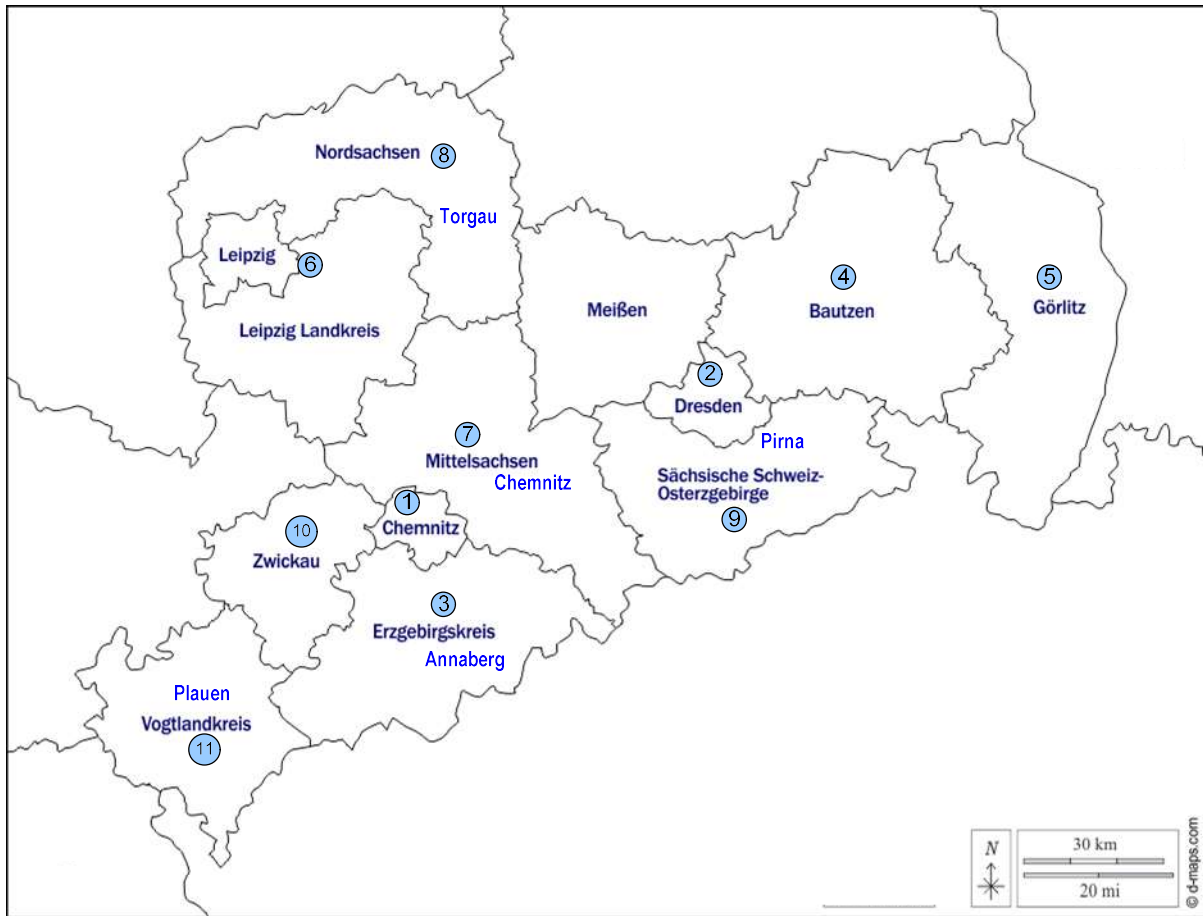 Nordsachsen 8
Torgau
Leipzig 6
Leipzig Landkreis
Meißen
4
Bautzen
5
Görlitz
2
Dresden
7
Mittelsachsen
Chemnitz
Pirna
Sächsische Schweiz-
Osterzgebirge
9
1
Chemnitz
10
Zwickau
3
Erzgebirgskreis
Annaberg
Plauen
Vogtlandkreis
11
N
30 km
20 mi
© d-maps.com